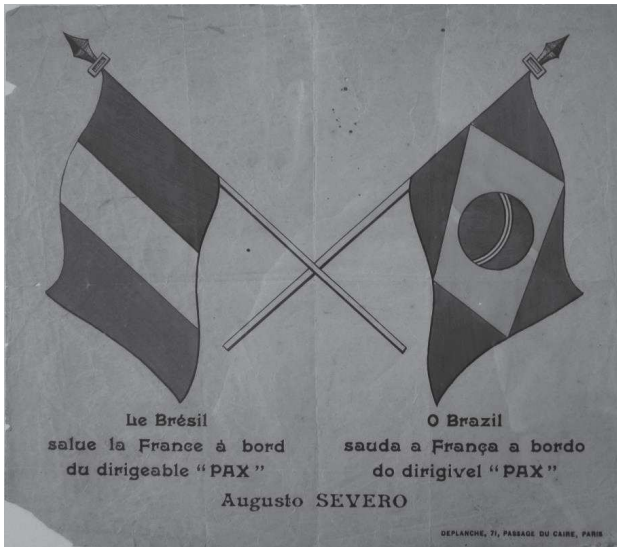 Le Brésil
salue la France à bord
du dirigeable "PAX"
O Brazil
sauda a França a bordo
do dirigivel "PAX"
Augusto SEVERO
DEPLANCHE, 71, PASSAGE DU CAIRE, PARIS